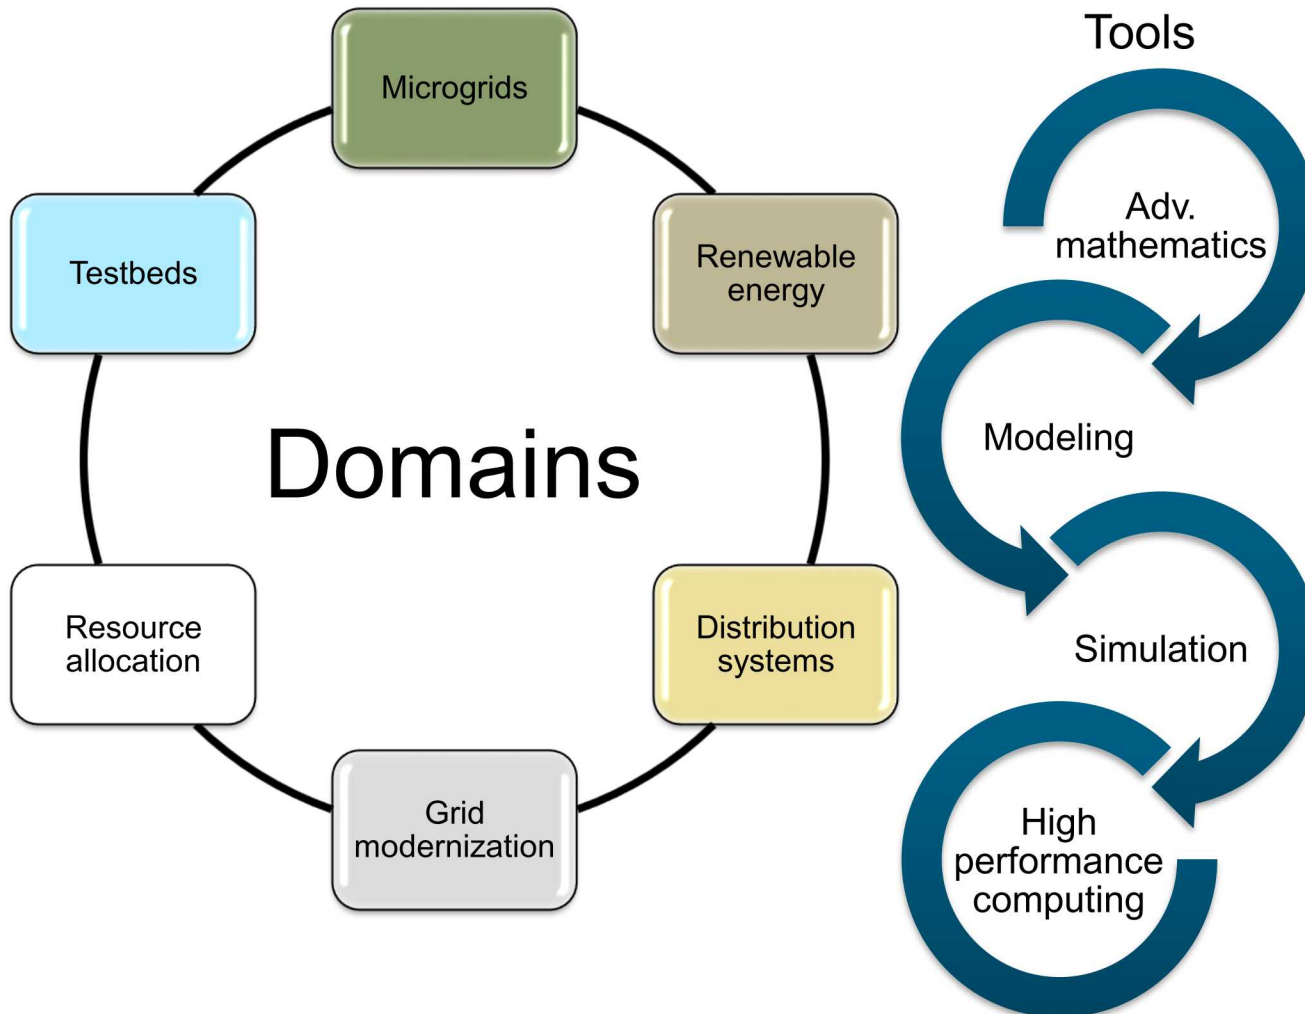 Microgrids
Renewable
energy
Distribution
systems
Grid
modernization
Resource
allocation
Testbeds
Domains
Tools
Adv.
mathematics
Modeling
Simulation
High
performance
computing